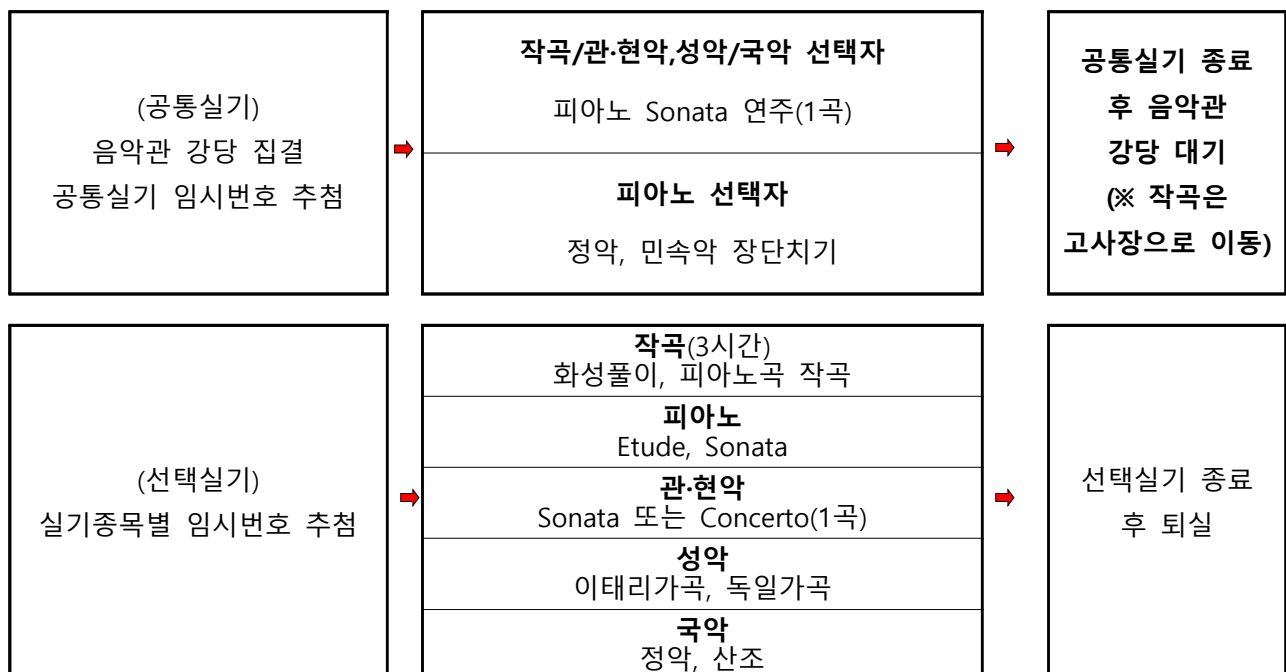 (공통실기)
음악관 강당 집결
공통실기 임시번호 추첨
작곡/관·현악,성악/국악 선택자
피아노 Sonata 연주(1곡)
피아노 선택자
정악, 민속악 장단치기
공통실기 종료
후 음악관
강당 대기
(※ 작곡은
고사장으로 이동)
(선택실기)
실기종목별 임시번호 추첨
작곡(3시간)
화성풀이, 피아노곡 작곡
피아노
Etude, Sonata
관·현악
Sonata 또는 Concerto(1곡)
성악
이태리가곡, 독일가곡
국악
정악, 산조
선택실기 종료
후 퇴실